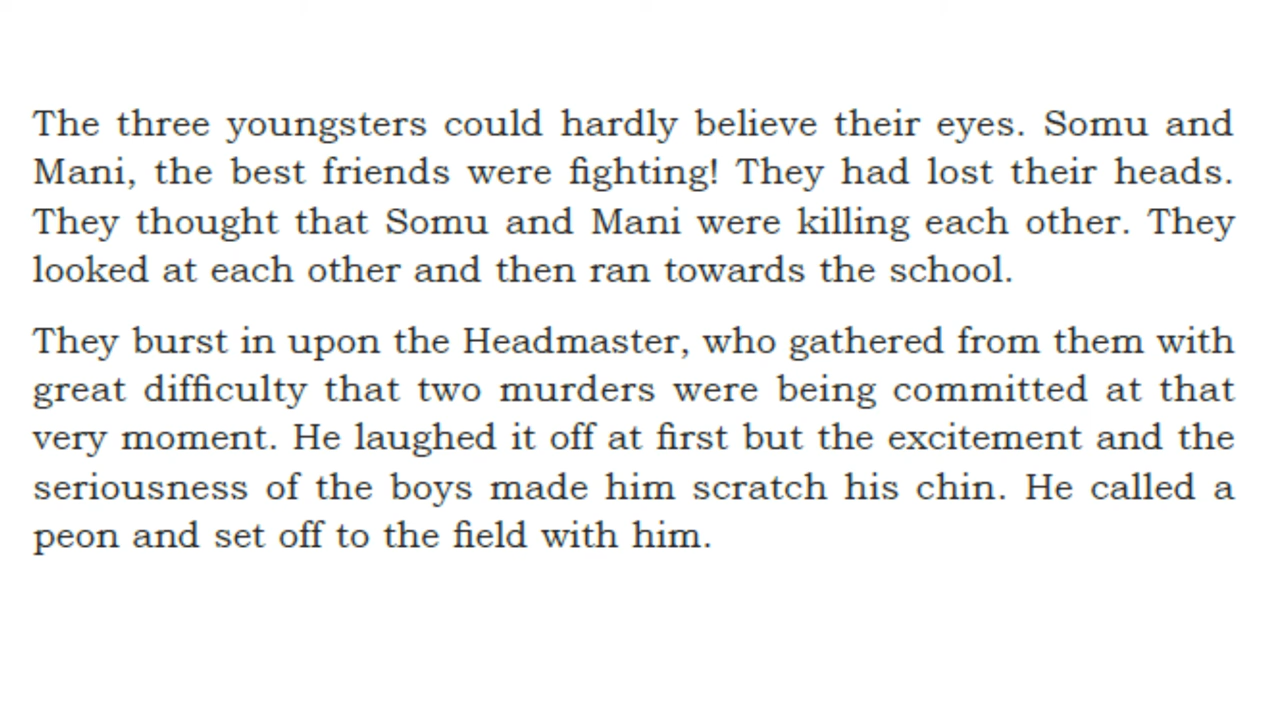 The three youngsters could hardly believe their eyes. Somu and
Mani, the best friends were fighting! They had lost their heads.
They thought that Somu and Mani were killing each other. They
looked at each other and then ran towards the school.
They burst in upon the Headmaster, who gathered from them with
great difficulty that two murders were being committed at that
very moment. He laughed it off at first but the excitement and the
seriousness of the boys made him scratch his chin. He called a
peon and set off to the field with him.